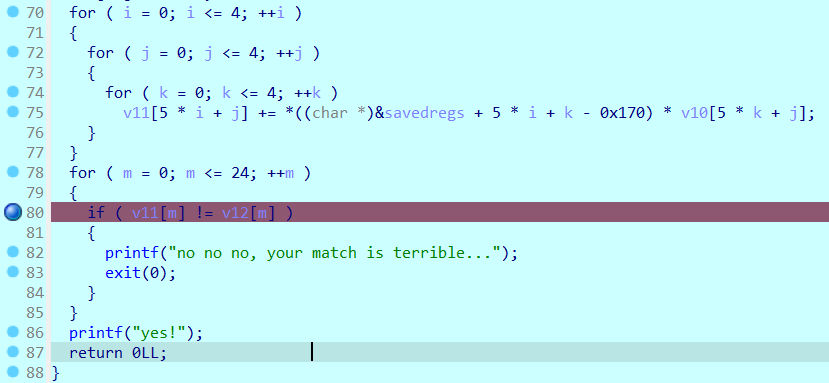 70 for ( i = 0; i <= 4; ++i )
71 {
72 for ( j = 0; j <= 4; ++j )
73 {
74 for ( k = 0; k <= 4; ++k )
75 v11[5 * i + j] += *((char *)&savedregs + 5 * i + k - 0x170) * v10[5 * k + j];
76 }
77 }
78 for ( m = 0; m <= 24; ++m )
79 {
80 if ( v11[m] != v12[m] )
81 {
82 printf("no no no, your match is terrible...");
83 exit(0);
84 }
85 }
86 printf("yes!");
87 return 0LL;
88 }